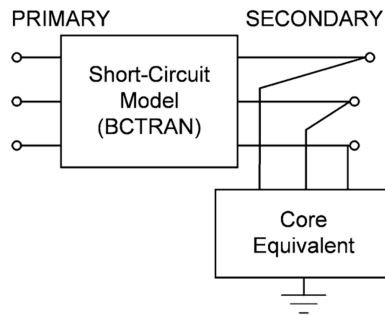 PRIMARY
SECONDARY
Short-Circuit
Model
(BCTRAN)
Core
Equivalent